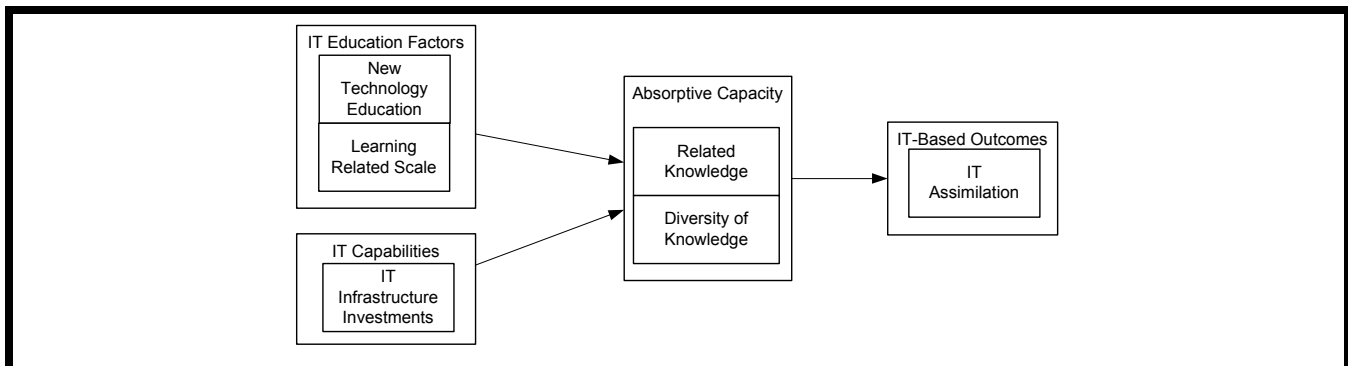 IT Education Factors
New
Technology
Education
Learning
Related Scale
IT Capabilities
IT
Infrastructure
Investments
Absorptive Capacity
Related
Knowledge
Diversity of
Knowledge
IT-Based Outcomes
IT
Assimilation